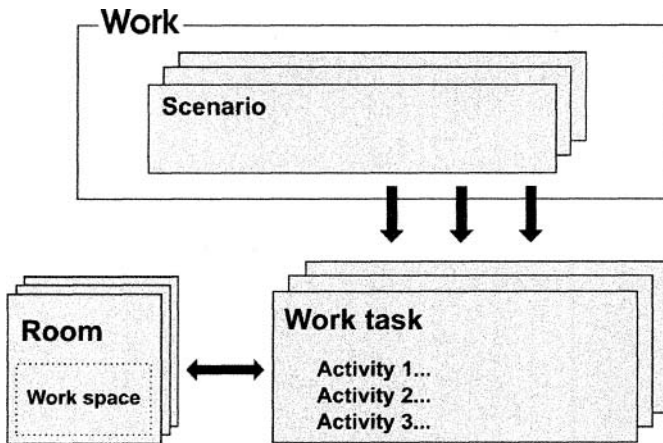 Work
Scenario
Room
Work space
Work task
Activity 1...
Activity 2...
Activity 3...